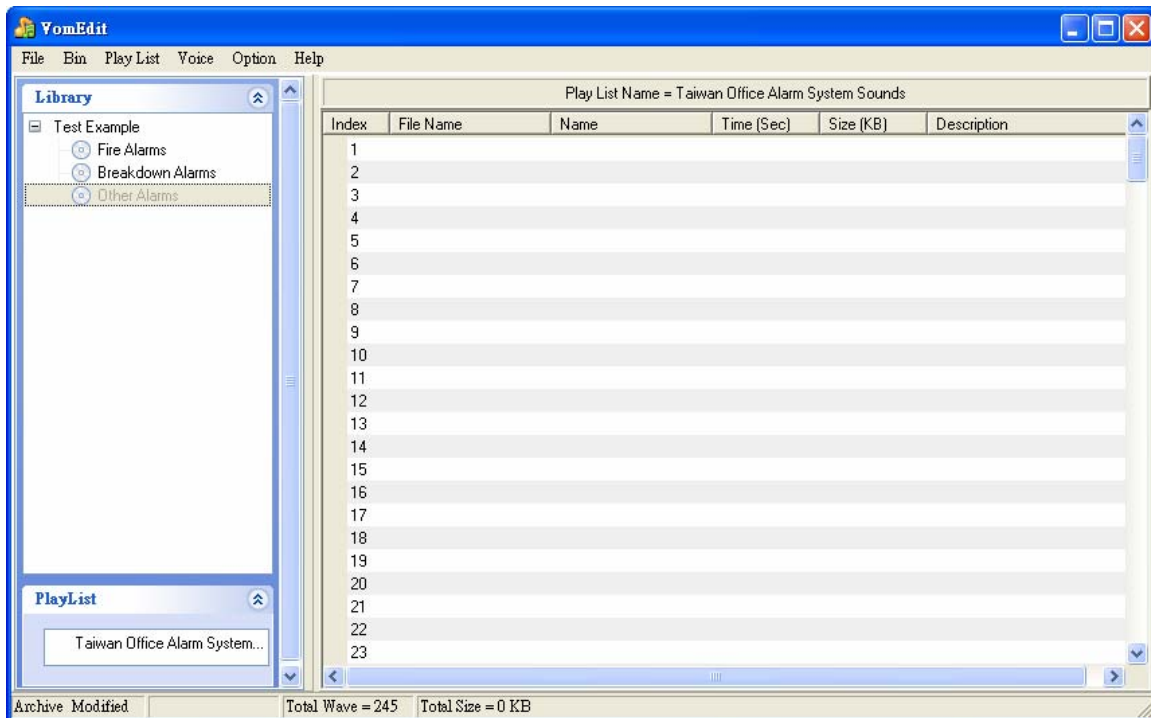 VomEdit
File Bin Play List Voice Option Help
Library
Test Example
Fire Alarms
Breakdown Alarms
Other Alarms
PlayList
Taiwan Office Alarm System...
Play List Name = Taiwan Office Alarm System Sounds
Index File Name Name Time (Sec) Size (KB) Description
1
2
3
4
5
6
7
8
9
10
11
12
13
14
15
16
17
18
19
20
21
22
23
Archive Modified Total Wave = 245 Total Size = 0 KB